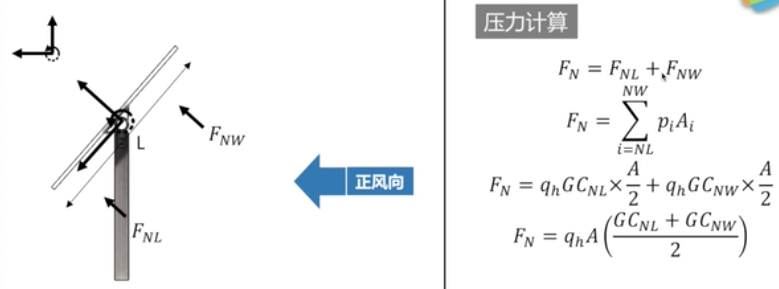 L
F_{NW}
F_{NL}
正风向
压力计算
F_N = F_{NL} + F_{NW}
F_N = \sum_{i=NL}^{NW} p_i A_i
F_N = q_h GC_{NL} × \frac{A}{2} + q_h GC_{NW} × \frac{A}{2}
F_N = q_h A \left( \frac{GC_{NL} + GC_{NW}}{2} \right)